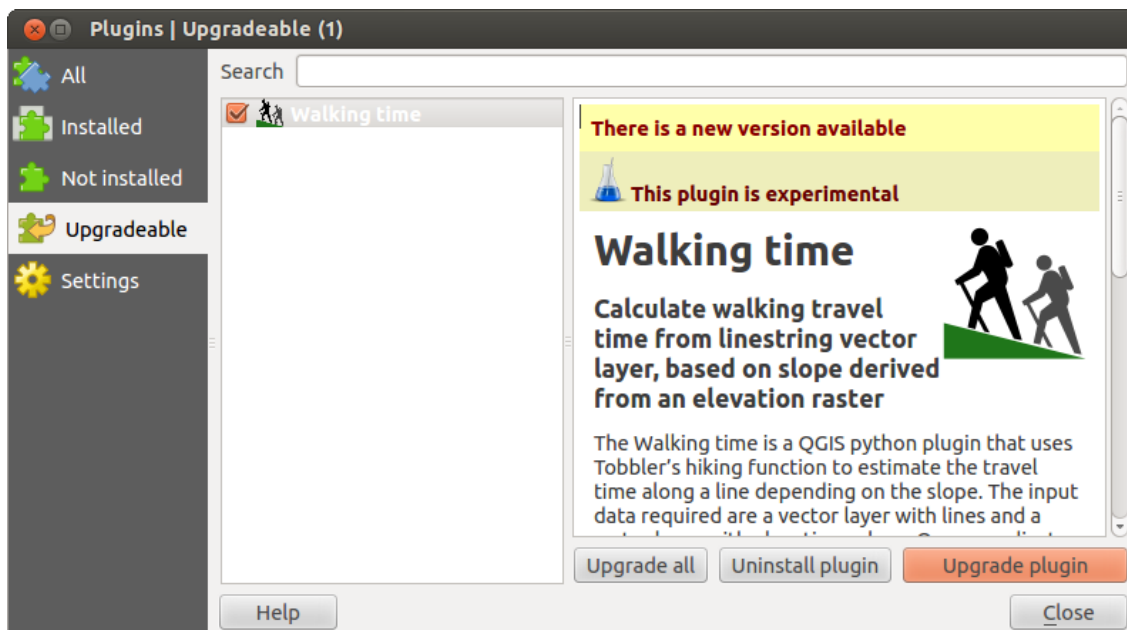 Plugins | Upgradeable (1)
All
Installed
Not installed
Upgradeable
Settings
Search
Walking time
There is a new version available
This plugin is experimental
Walking time
Calculate walking travel
time from linestring vector
layer, based on slope derived
from an elevation raster
The Walking time is a QGIS python plugin that uses
Tobbler's hiking function to estimate the travel
time along a line depending on the slope. The input
data required are a vector layer with lines and a
Upgrade all
Uninstall plugin
Upgrade plugin
Help
Close